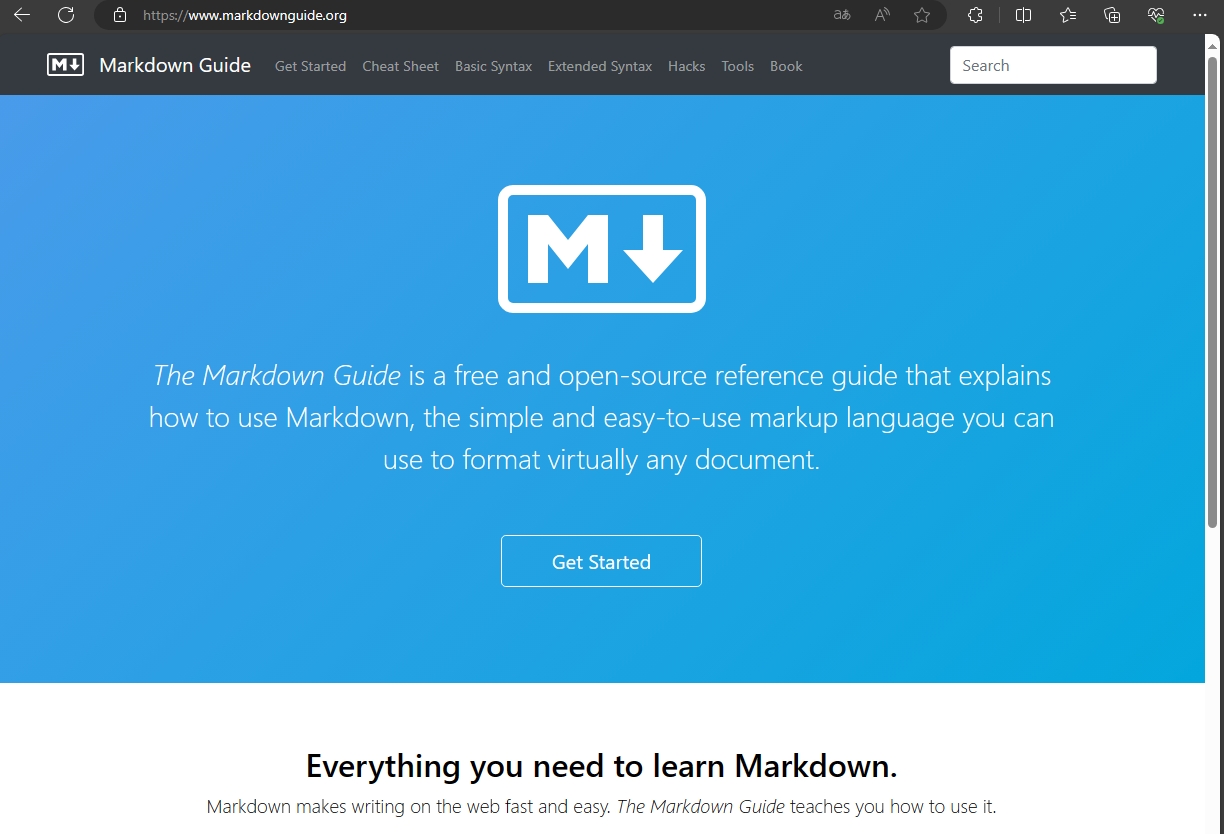 https://www.markdownguide.org
Markdown Guide Get Started Cheat Sheet Basic Syntax Extended Syntax Hacks Tools Book Search
M
The Markdown Guide is a free and open-source reference guide that explains
how to use Markdown, the simple and easy-to-use markup language you can
use to format virtually any document.
Get Started
Everything you need to learn Markdown.
Markdown makes writing on the web fast and easy. The Markdown Guide teaches you how to use it.